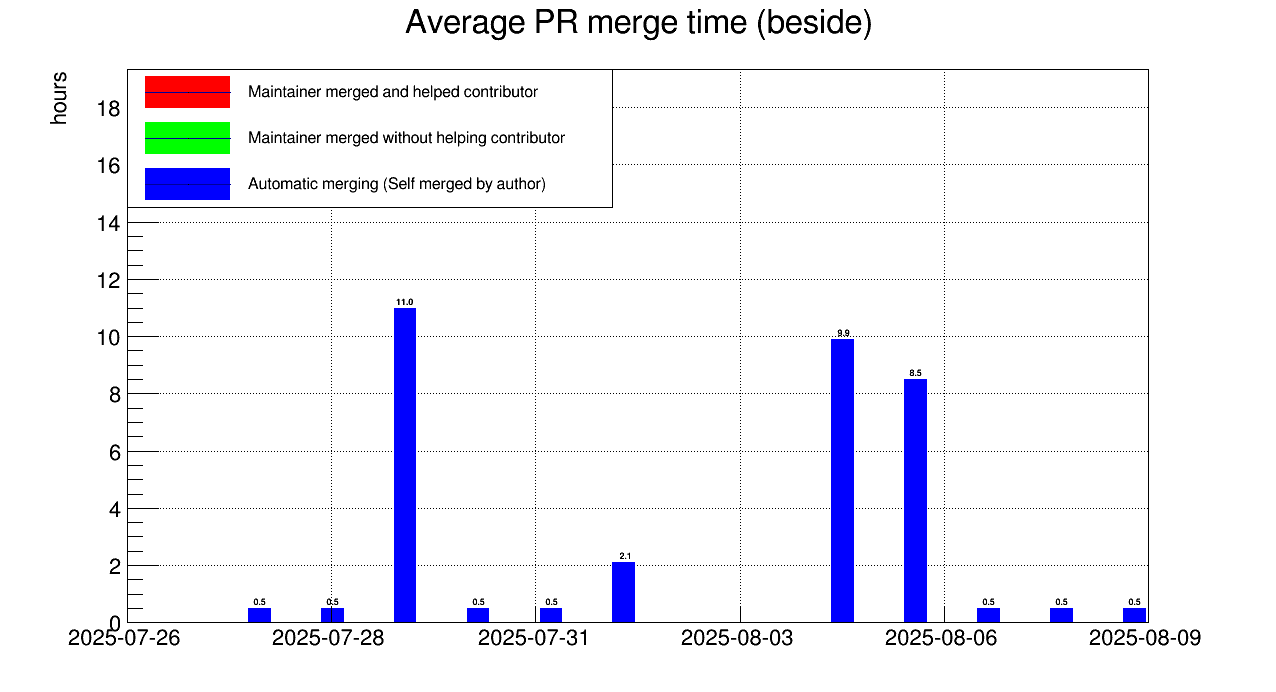 Average PR merge time (beside)
hours
Maintainer merged and helped contributor
Maintainer merged without helping contributor
Automatic merging (Self merged by author)
18
16
14
12
10
8
6
4
2
0
11.0
9.9
8.5
2.1
0.5 0.5 0.5 0.5 0.5 0.5 0.5
2025-07-26 2025-07-28 2025-07-31 2025-08-03 2025-08-06 2025-08-09